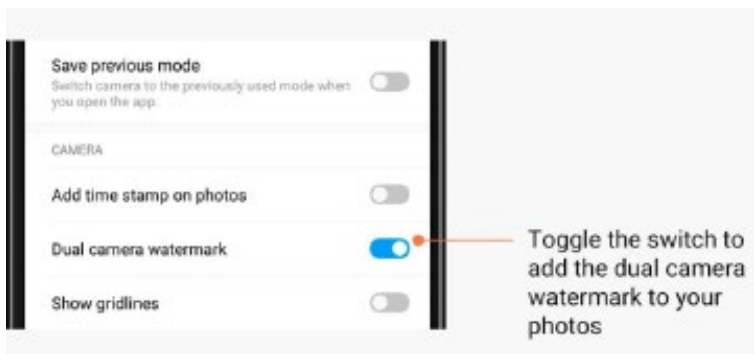 Save previous mode
Switch camera to the previously used mode when
you open the app.
CAMERA
Add time stamp on photos
Dual camera watermark
Show gridlines
Toggle the switch to
add the dual camera
watermark to your
photos